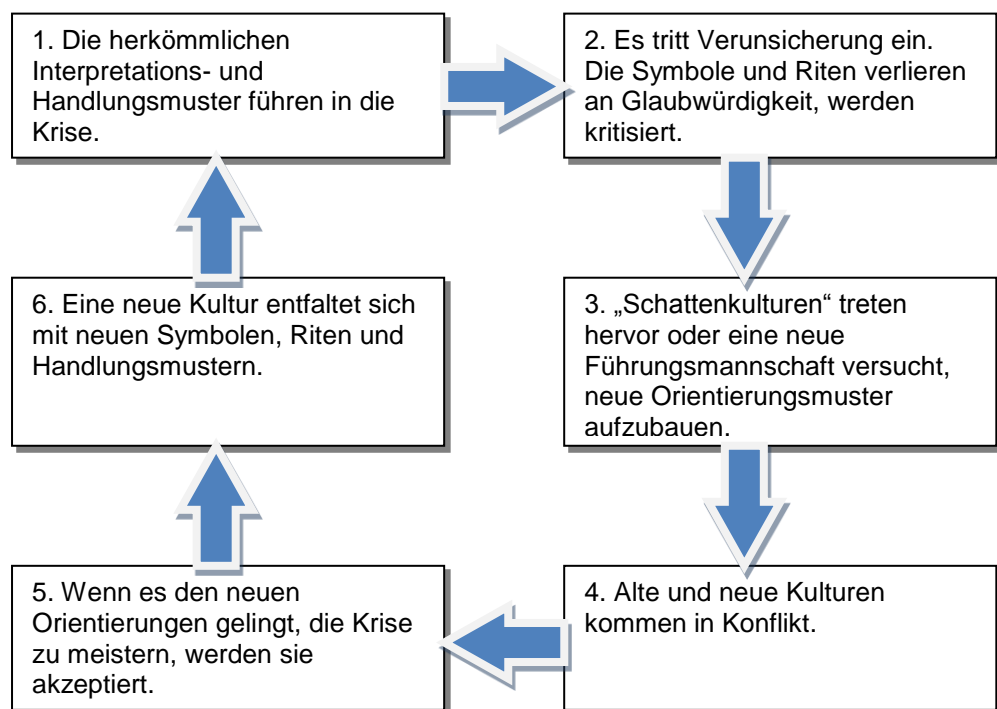 1. Die herkömmlichen
Interpretations- und
Handlungsmuster führen in die
Krise.
2. Es tritt Verunsicherung ein.
Die Symbole und Riten verlieren
an Glaubwürdigkeit, werden
kritisiert.
3. „Schattenkulturen“ treten
hervor oder eine neue
Führungsmannschaft versucht,
neue Orientierungsmuster
aufzubauen.
4. Alte und neue Kulturen
kommen in Konflikt.
5. Wenn es den neuen
Orientierungen gelingt, die Krise
zu meistern, werden sie
akzeptiert.
6. Eine neue Kultur entfaltet sich
mit neuen Symbolen, Riten und
Handlungsmustern.